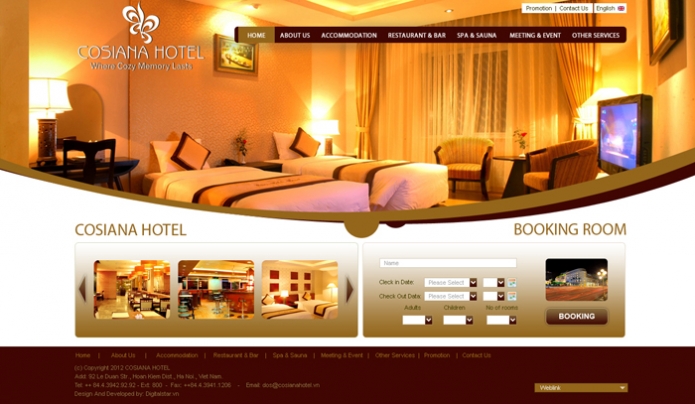 Promotion | Contact Us
English
COSIANA HOTEL
Where Cozy Memory Lasts
HOME
ABOUT US
ACCOMMODATION
RESTAURANT & BAR
SPA & SAUNA
MEETING & EVENT
OTHER SERVICES
COSIANA HOTEL
BOOKING ROOM
Name
Check in Date:
Please Select
Check Out Data:
Please Select
Adults
Children
No of rooms
BOOKING
Home | About Us | Accommodation | Restaurant & Bar | Spa & Sauna | Meeting & Event | Other Services | Promotion | Contact Us
(c) Copyright 2012 COSIANA HOTEL
Add: 92 Le Duan Str., Hoan Kiem Dist., Ha Noi, Viet Nam.
Tel: ++.84.4.3942.92.92 - Ext: 800 - Fax: ++84.4.3941.1206 - Email: dos@cosianahotel.vn
Design And Developed by: Digitalstar.vn
Weblink